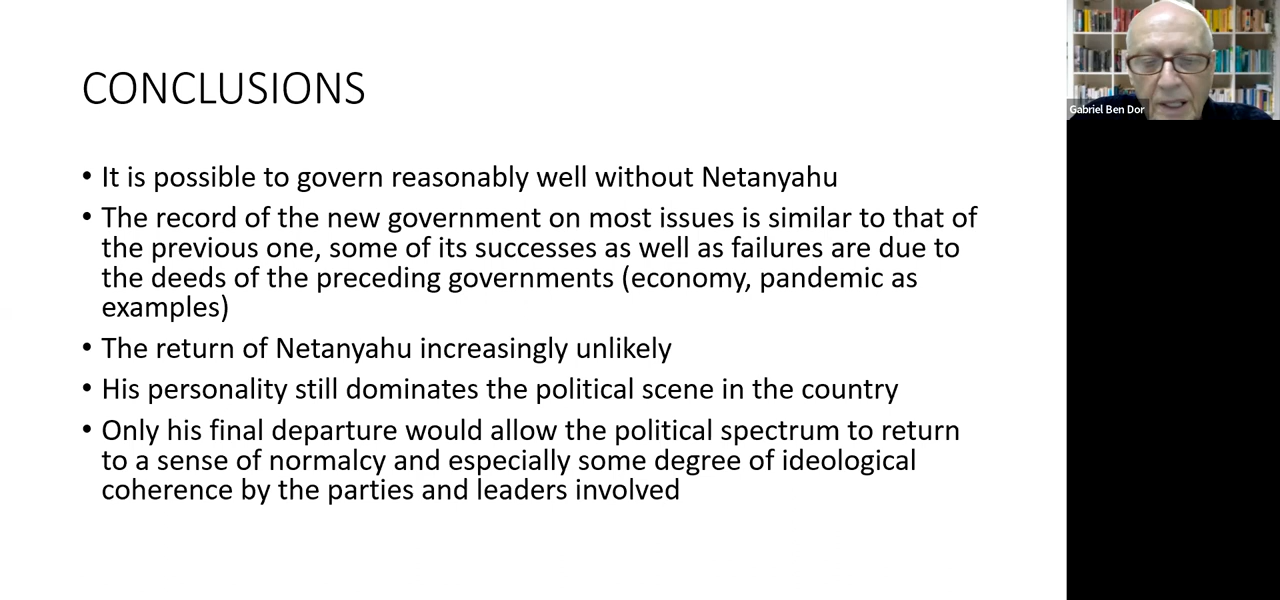 CONCLUSIONS
• It is possible to govern reasonably well without Netanyahu
• The record of the new government on most issues is similar to that of
the previous one, some of its successes as well as failures are due to
the deeds of the preceding governments (economy, pandemic as
examples)
• The return of Netanyahu increasingly unlikely
• His personality still dominates the political scene in the country
• Only his final departure would allow the political spectrum to return
to a sense of normalcy and especially some degree of ideological
coherence by the parties and leaders involved
Gabriel Ben Dor